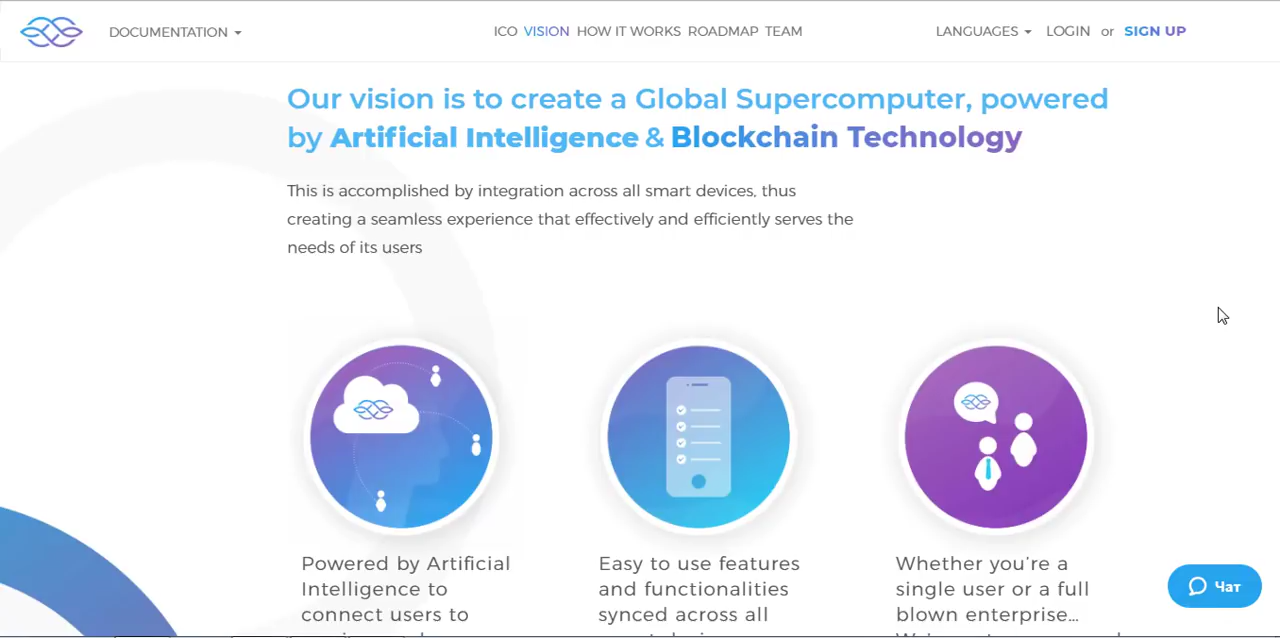 DOCUMENTATION
ICO VISION HOW IT WORKS ROADMAP TEAM
LANGUAGES LOGIN or SIGN UP
Our vision is to create a Global Supercomputer, powered
by Artificial Intelligence & Blockchain Technology
This is accomplished by integration across all smart devices, thus
creating a seamless experience that effectively and efficiently serves the
needs of its users
Powered by Artificial
Intelligence to
connect users to
Easy to use features
and functionalities
synced across all
Whether you're a
single user or a full
blown enterprise...
Чат